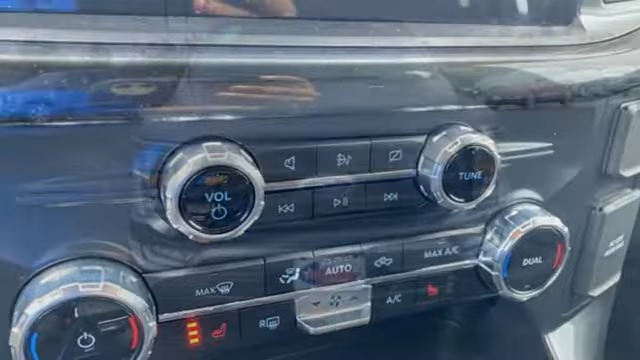 VOL
TUNE
MAX
AUTO
MAX A/C
DUAL
R
A/C